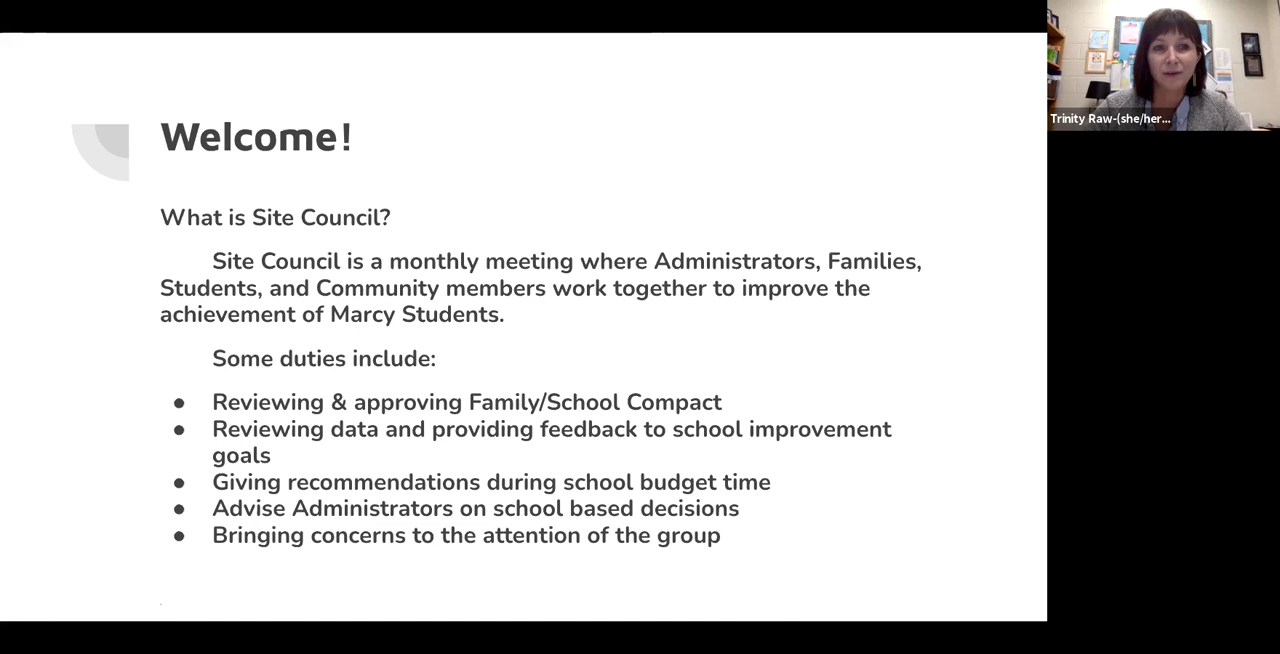 Welcome!
What is Site Council?
Site Council is a monthly meeting where Administrators, Families,
Students, and Community members work together to improve the
achievement of Marcy Students.
Some duties include:
● Reviewing & approving Family/School Compact
● Reviewing data and providing feedback to school improvement
goals
● Giving recommendations during school budget time
● Advise Administrators on school based decisions
● Bringing concerns to the attention of the group
Trinity Raw-(she/her...